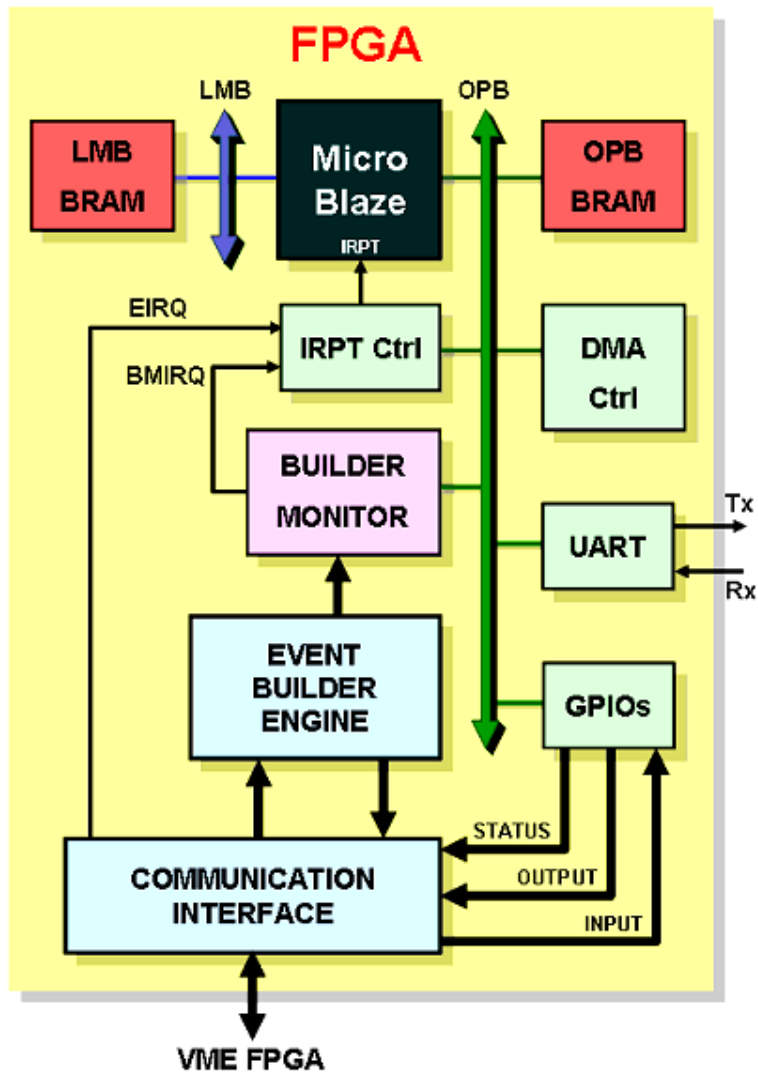 FPGA
LMB
OPB
LMB
BRAM
Micro
Blaze
IRPT
OPB
BRAM
EIRQ
IRPT Ctrl
DMA
Ctrl
BMIRQ
BUILDER
MONITOR
Tx
UART
Rx
EVENT
BUILDER
ENGINE
GPIOs
STATUS
OUTPUT
INPUT
COMMUNICATION
INTERFACE
VME FPGA